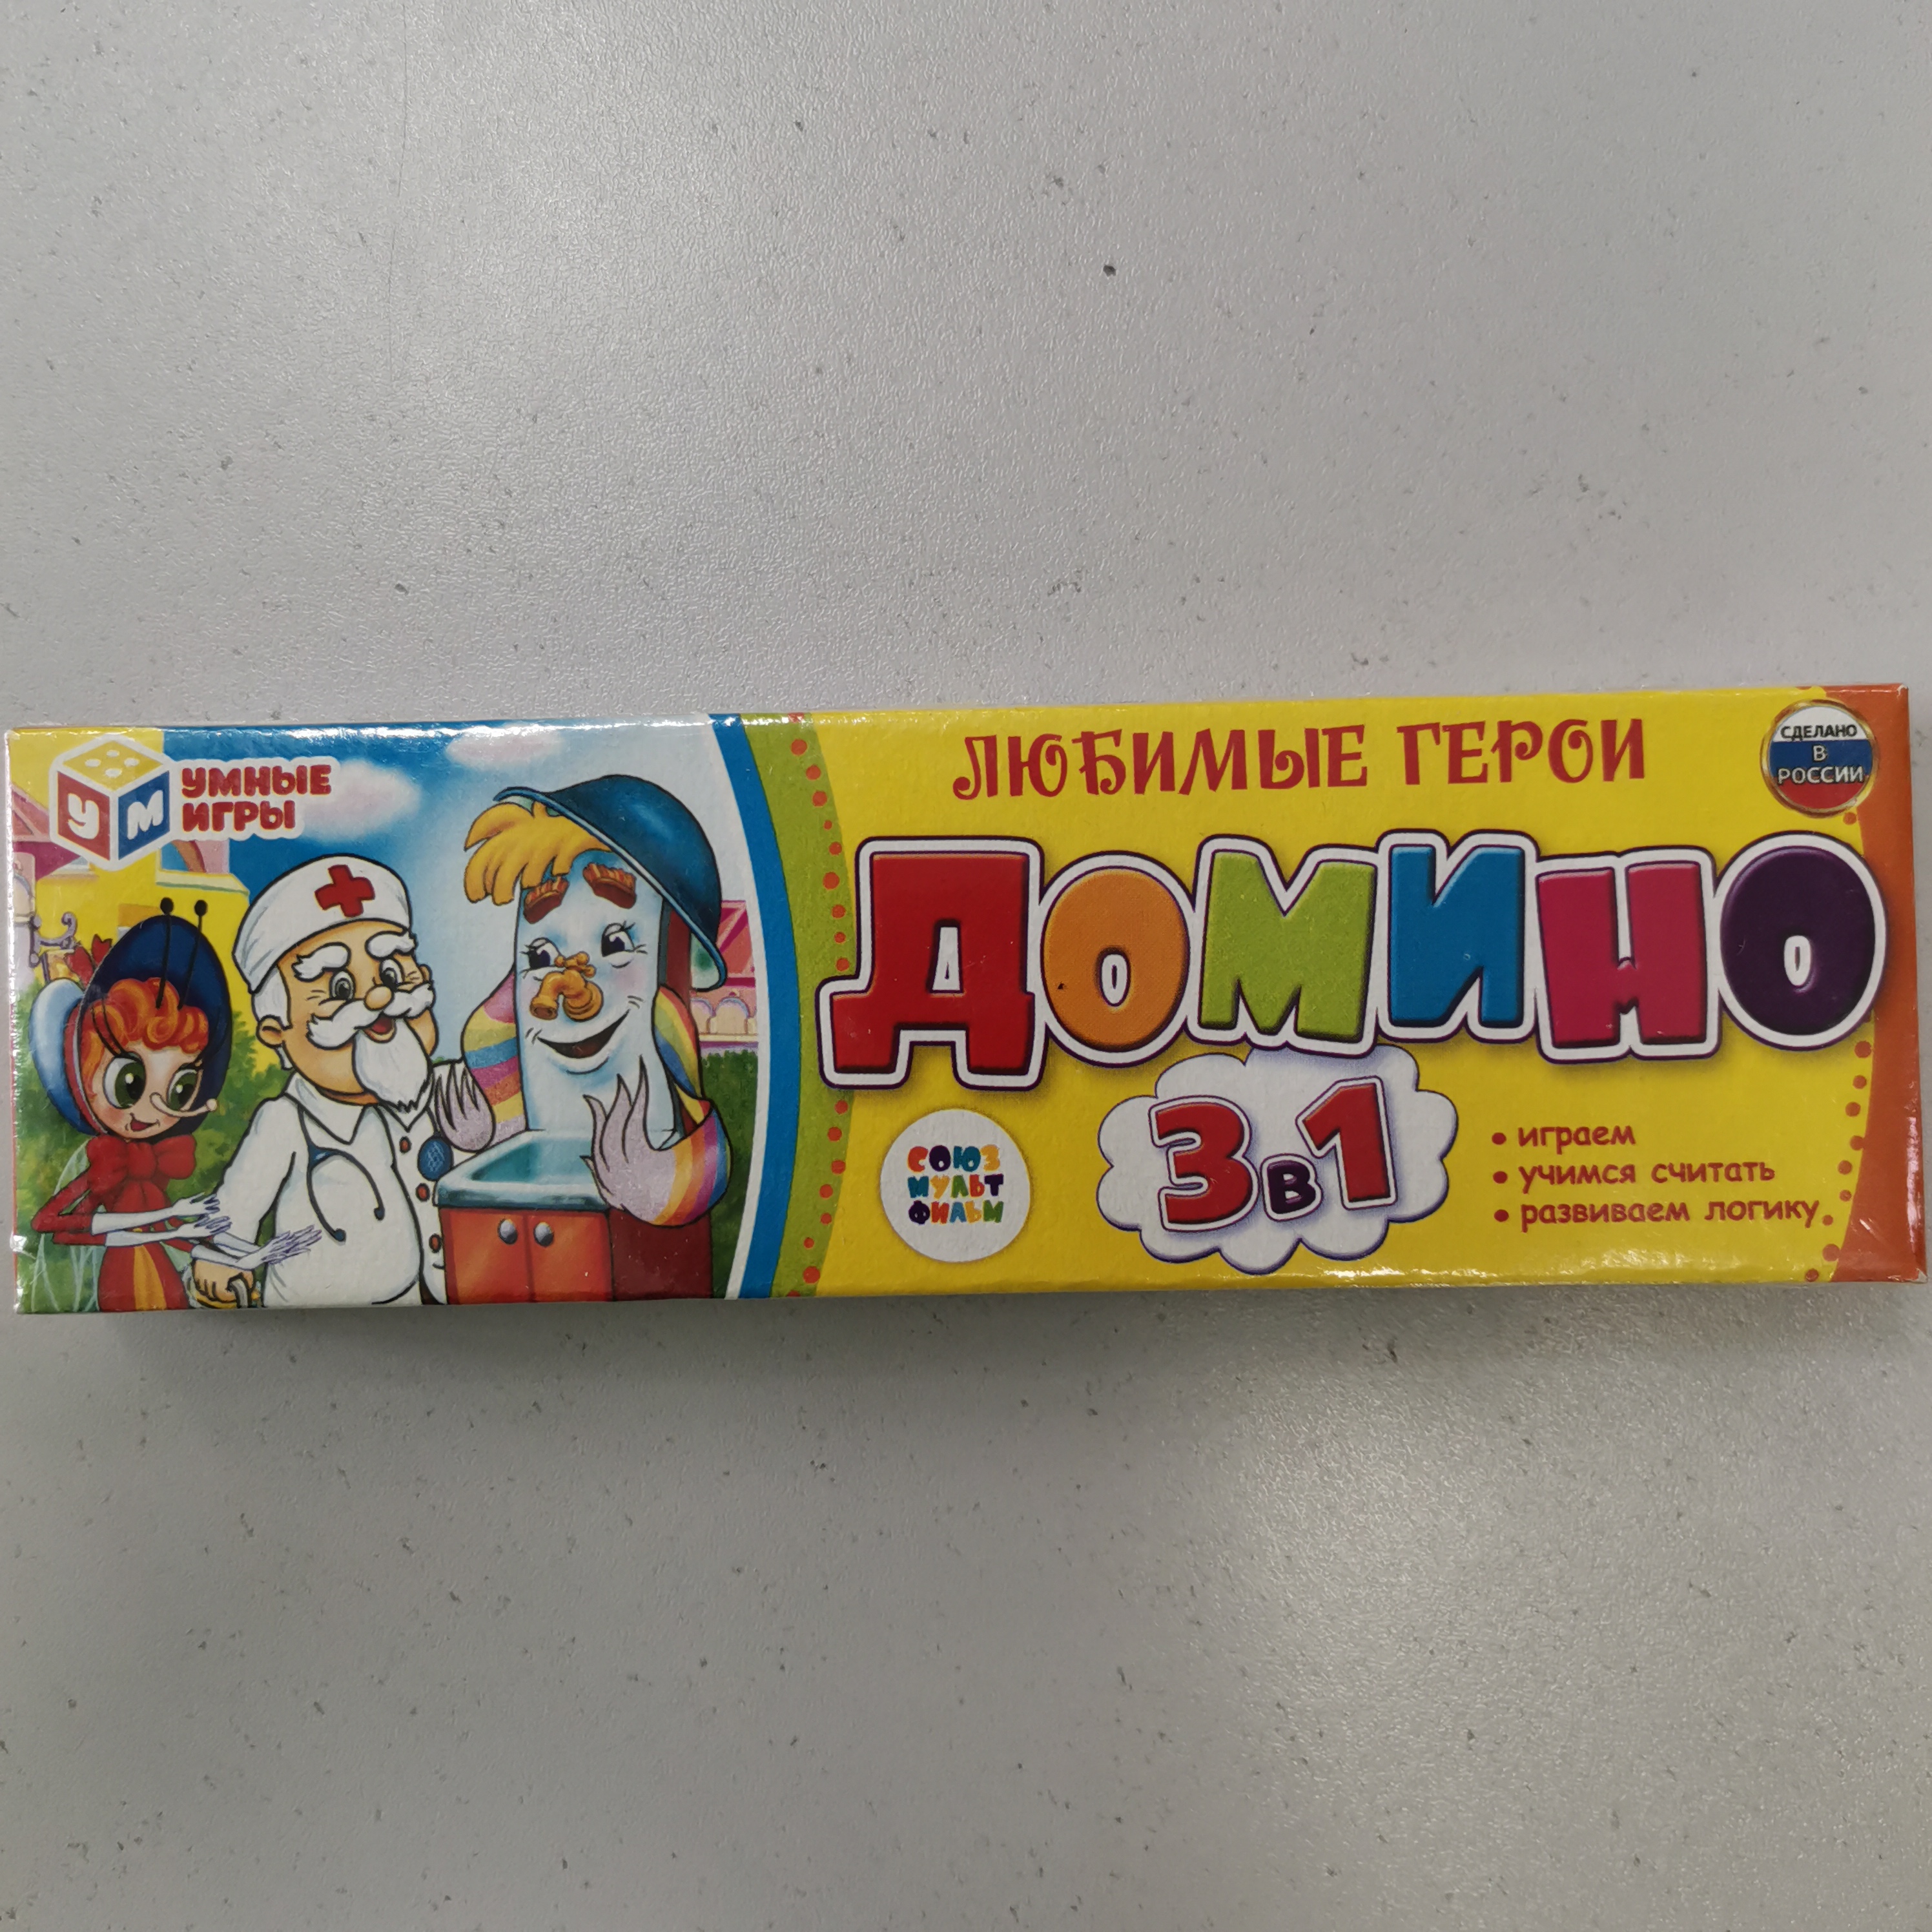 УМ
УМНЫЕ
ИГРЫ
ЛЮБИМЫЕ ГЕРОИ
СДЕЛАНО
В
РОССИИ
ДОМИНО
3в1
СОЮЗ
МУЛЬТ
ФИЛЬМ
• играем
• учимся считать
• развиваем логику